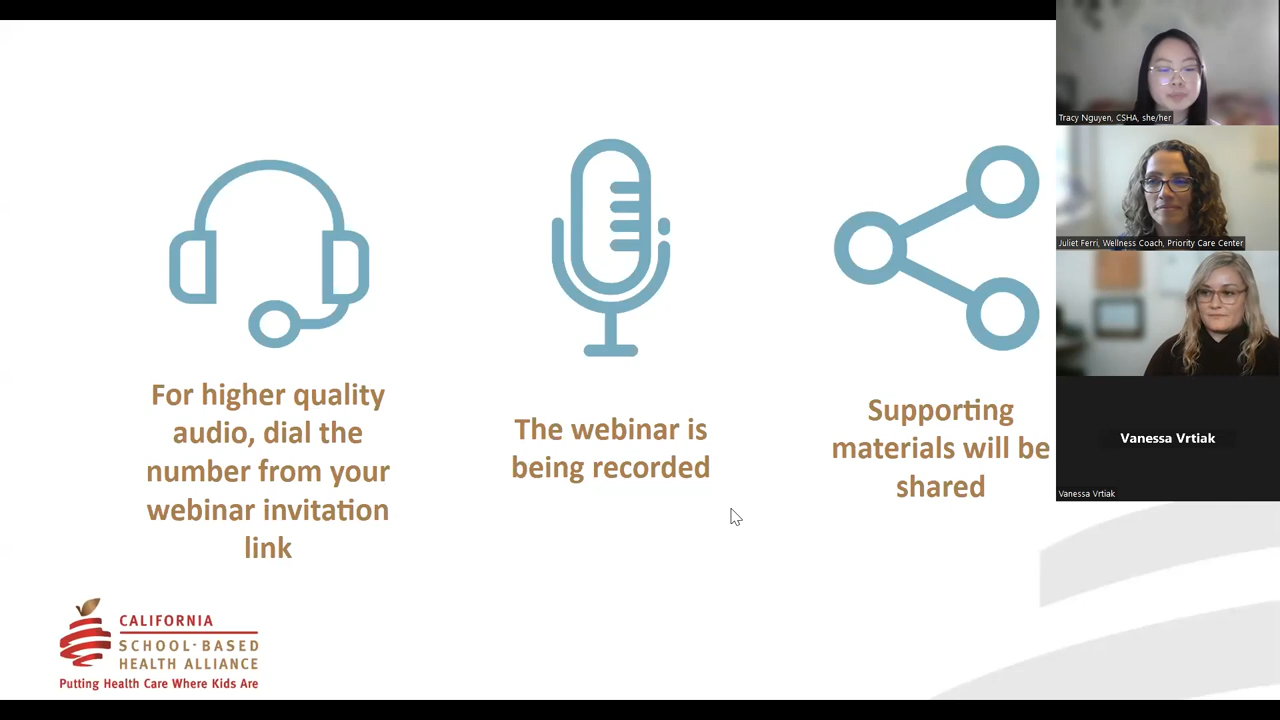 For higher quality
audio, dial the
number from your
webinar invitation
link
The webinar is
being recorded
Supporting
materials will be
shared
CALIFORNIA
SCHOOL-BASED
HEALTH ALLIANCE
Putting Health Care Where Kids Are
Tracy Nguyen, CSHA, she/her
Juliet Ferri, Wellness Coach, Priority Care Center
Vanessa Vrtiak
Vanessa Vrtiak